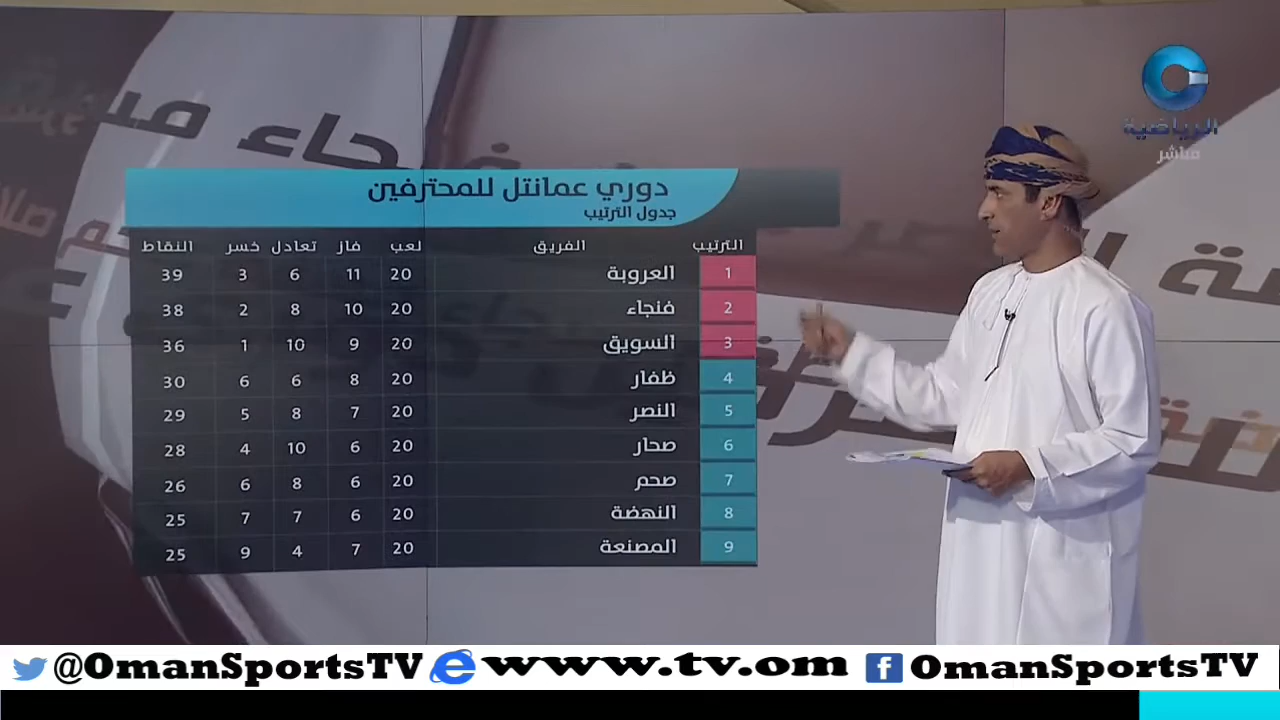 الرياضية
مباشر
دوري عمانتل للمحترفين
جدول الترتيب
الترتيب الفريق لعب فاز تعادل خسر النقاط
1 العروبة 20 11 6 3 39
2 فنجاء 20 10 8 2 38
3 السويق 20 9 10 1 36
4 ظفار 20 8 6 6 30
5 النصر 20 7 8 5 29
6 صحار 20 6 10 4 28
7 صحم 20 6 8 6 26
8 النهضة 20 6 7 7 25
9 المصنعة 20 7 4 9 25
@OmanSportsTV www.tv.om OmanSportsTV